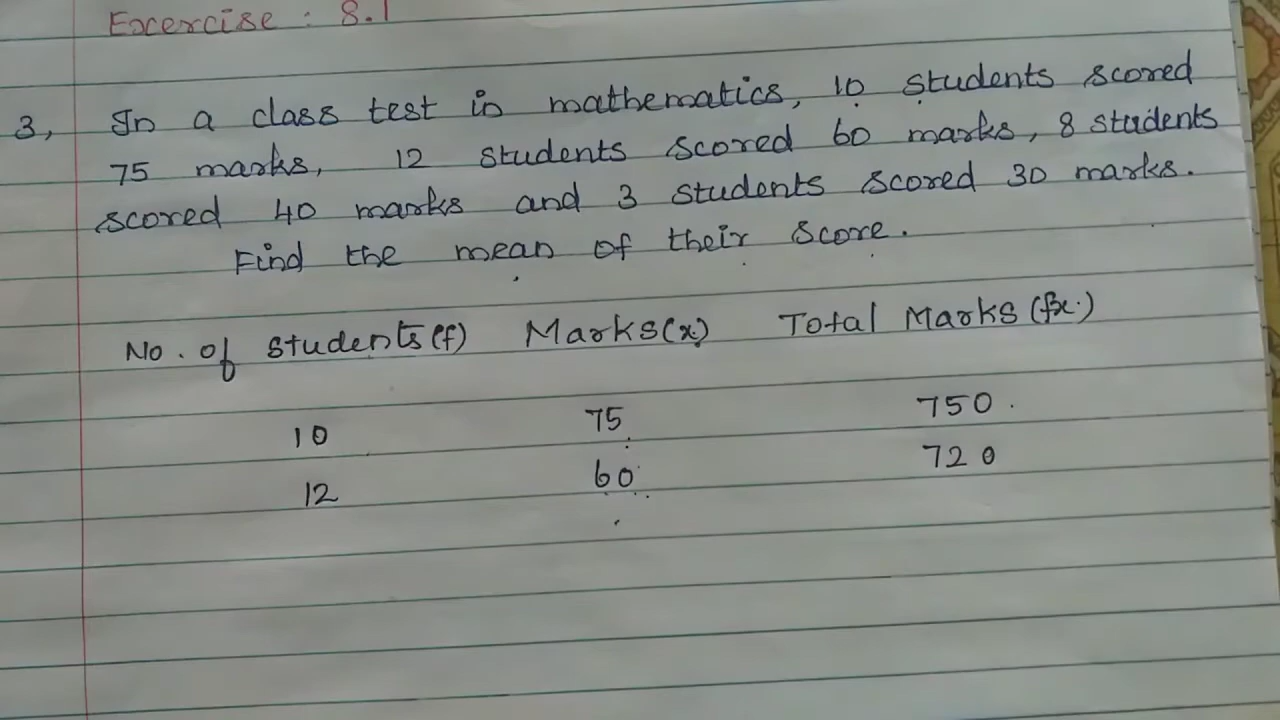 Excercise : 8.1
3, In a class test in mathematics, 10 students scored
75 marks, 12 students scored 60 marks, 8 students
scored 40 marks and 3 students scored 30 marks.
Find the mean of their score.
No. of students(f) Marks(x) Total Marks (fx)
10 75 750
12 60 720